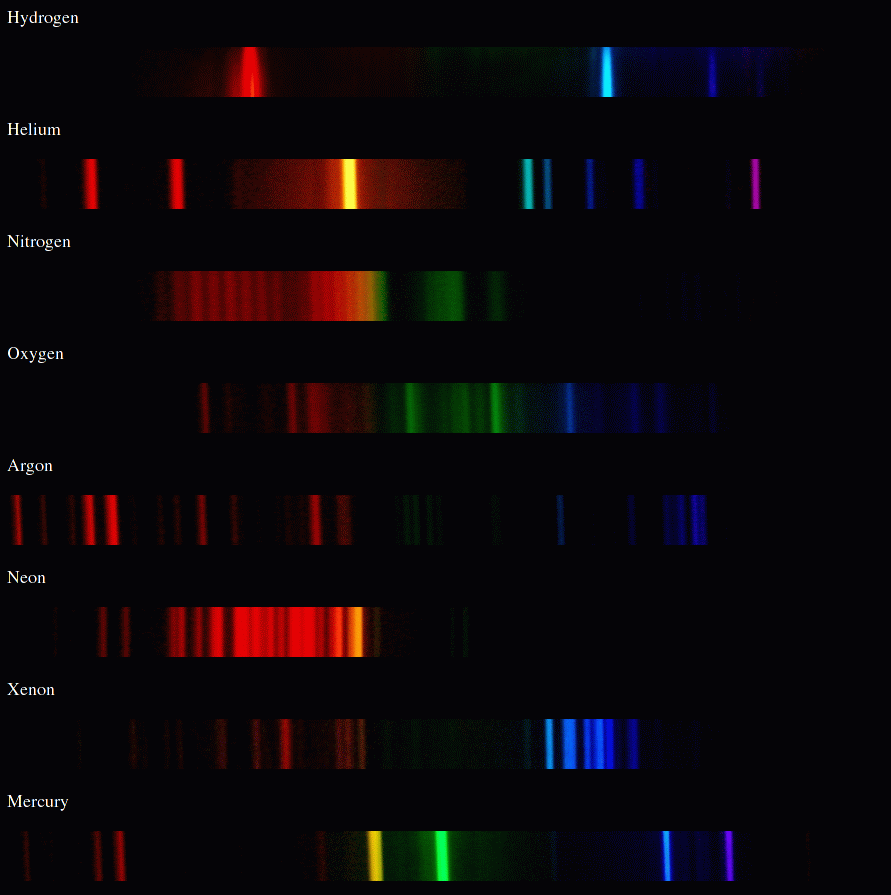 Hydrogen
Helium
Nitrogen
Oxygen
Argon
Neon
Xenon
Mercury